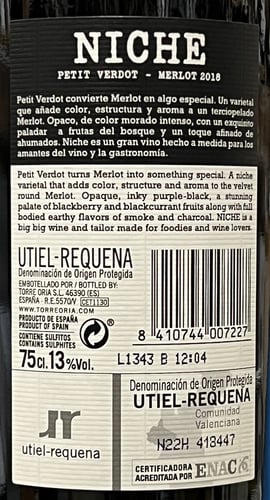 NICHE
PETIT VERDOT - MERLOT 2018
Petit Verdot convierte Merlot en algo especial. Un varietal
que añade color, estructura y aroma a un terciopelado
Merlot. Opaco, de color morado intenso, con un exquisito
paladar a frutas del bosque y un toque afinado de
ahumados. Niche es un gran vino hecho a medida para los
amantes del vino y la gastronomía.
Petit Verdot turns Merlot into something special. A niche
varietal that adds color, structure and aroma to the velvet
round Merlot. Opaque, inky purple-black, a stunning
palate of blackberry and blackcurrant fruits along with full
bodied earthy flavors of smoke and charcoal. NICHE is a
big big wine and tailor made for foodies and wine lovers.
UTIEL-REQUENA
Denominación de Origen Protegida
EMBOTELLADO POR / BOTTLED BY:
TORRE ORIA S.L. 46390 (ES)
ESPAÑA - R.E.5570/V CET1130
WWW.TORREORIA.COM
PRODUCTO DE ESPAÑA
PRODUCT OF SPAIN
CONTIENE SULFITOS
CONTAINS SULPHITES
75Cl. 13%Vol.
8 410744 007227
L1343 B 12:04
utiel-requena
Denominación de Origen Protegida
UTIEL-REQUENA
Comunidad
Valenciana
N22H 418447
CERTIFICADORA
ACREDITADA POR
ENAC